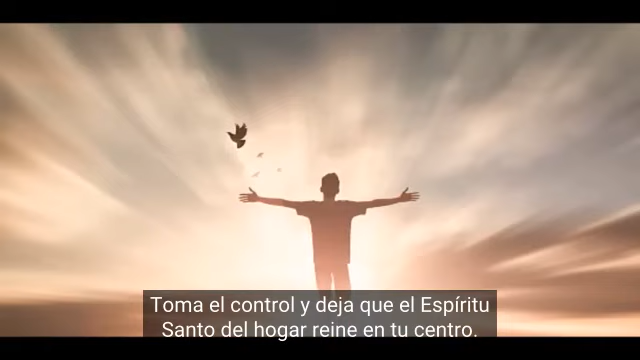 Toma el control y deja que el Espíritu
Santo del hogar reine en tu centro.